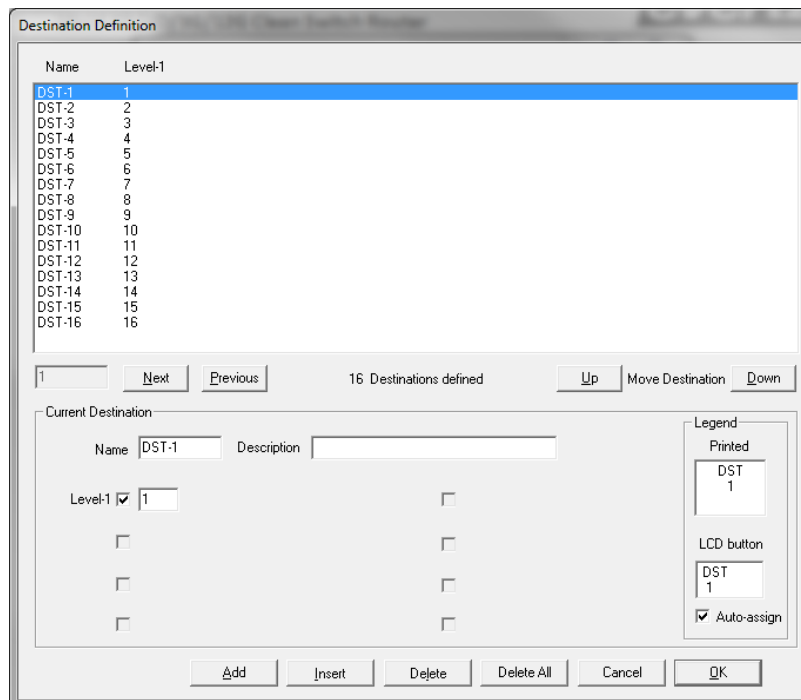 Destination Definition
Name Level-1
DST-1 1
DST-2 2
DST-3 3
DST-4 4
DST-5 5
DST-6 6
DST-7 7
DST-8 8
DST-9 9
DST-10 10
DST-11 11
DST-12 12
DST-13 13
DST-14 14
DST-15 15
DST-16 16
1 Next Previous 16 Destinations defined Up Move Destination Down
Current Destination
Name DST-1 Description
Level-1 1
Legend
Printed
DST
1
LCD button
DST
1
Auto-assign
Add Insert Delete Delete All Cancel OK